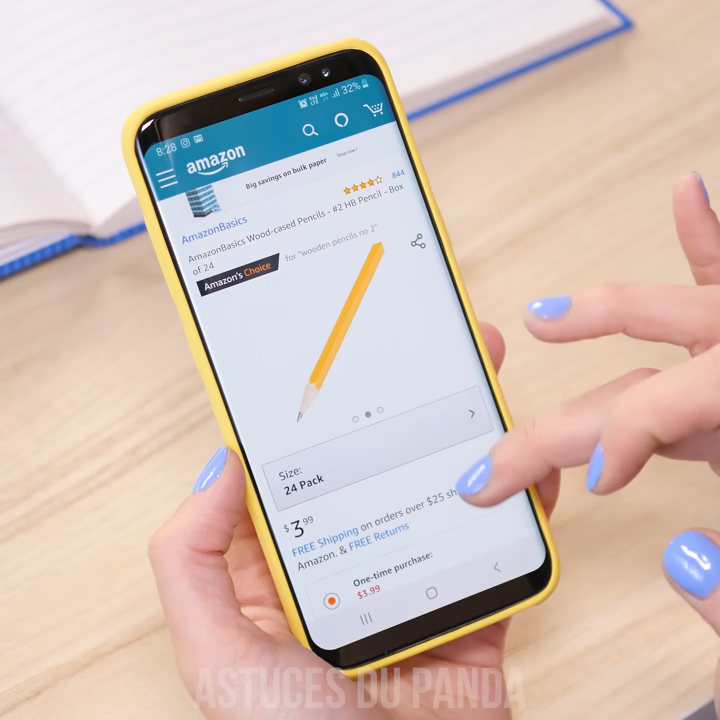 8:28
32%
amazon
Big savings on bulk paper
Shop now ›
AmazonBasics
844
AmazonBasics Wood-cased Pencils - #2 HB Pencil - Box
of 24
Amazon's Choice for "wooden pencils no 2"
Size:
24 Pack
$3 99
FREE Shipping on orders over $25 sh
Amazon. & FREE Returns
One-time purchase:
$3.99
ASTUCES DU PANDA